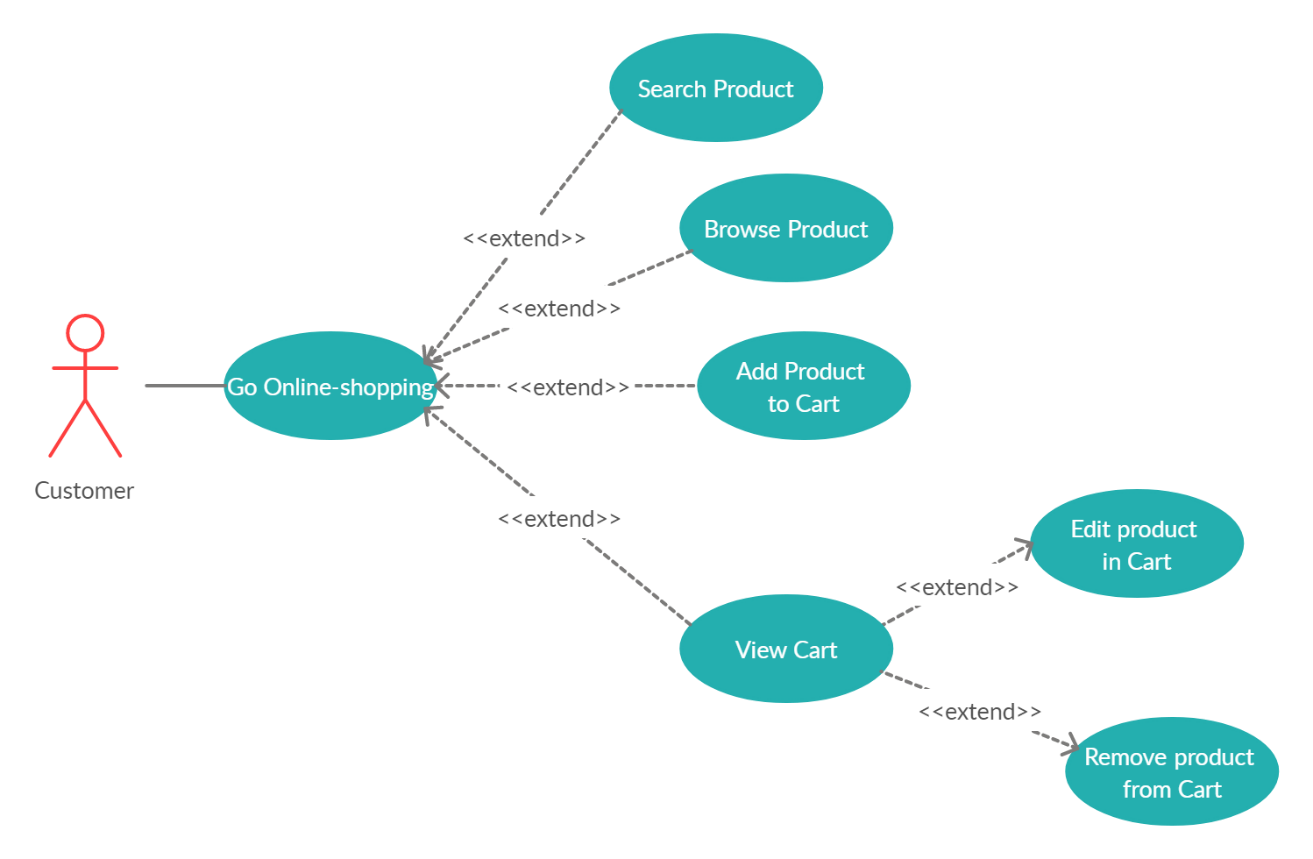 Search Product
<<extend>>
Browse Product
<<extend>>
Go Online-shopping
<<extend>>
Add Product
to Cart
Customer
<<extend>>
Edit product
in Cart
<<extend>>
View Cart
<<extend>>
Remove product
from Cart